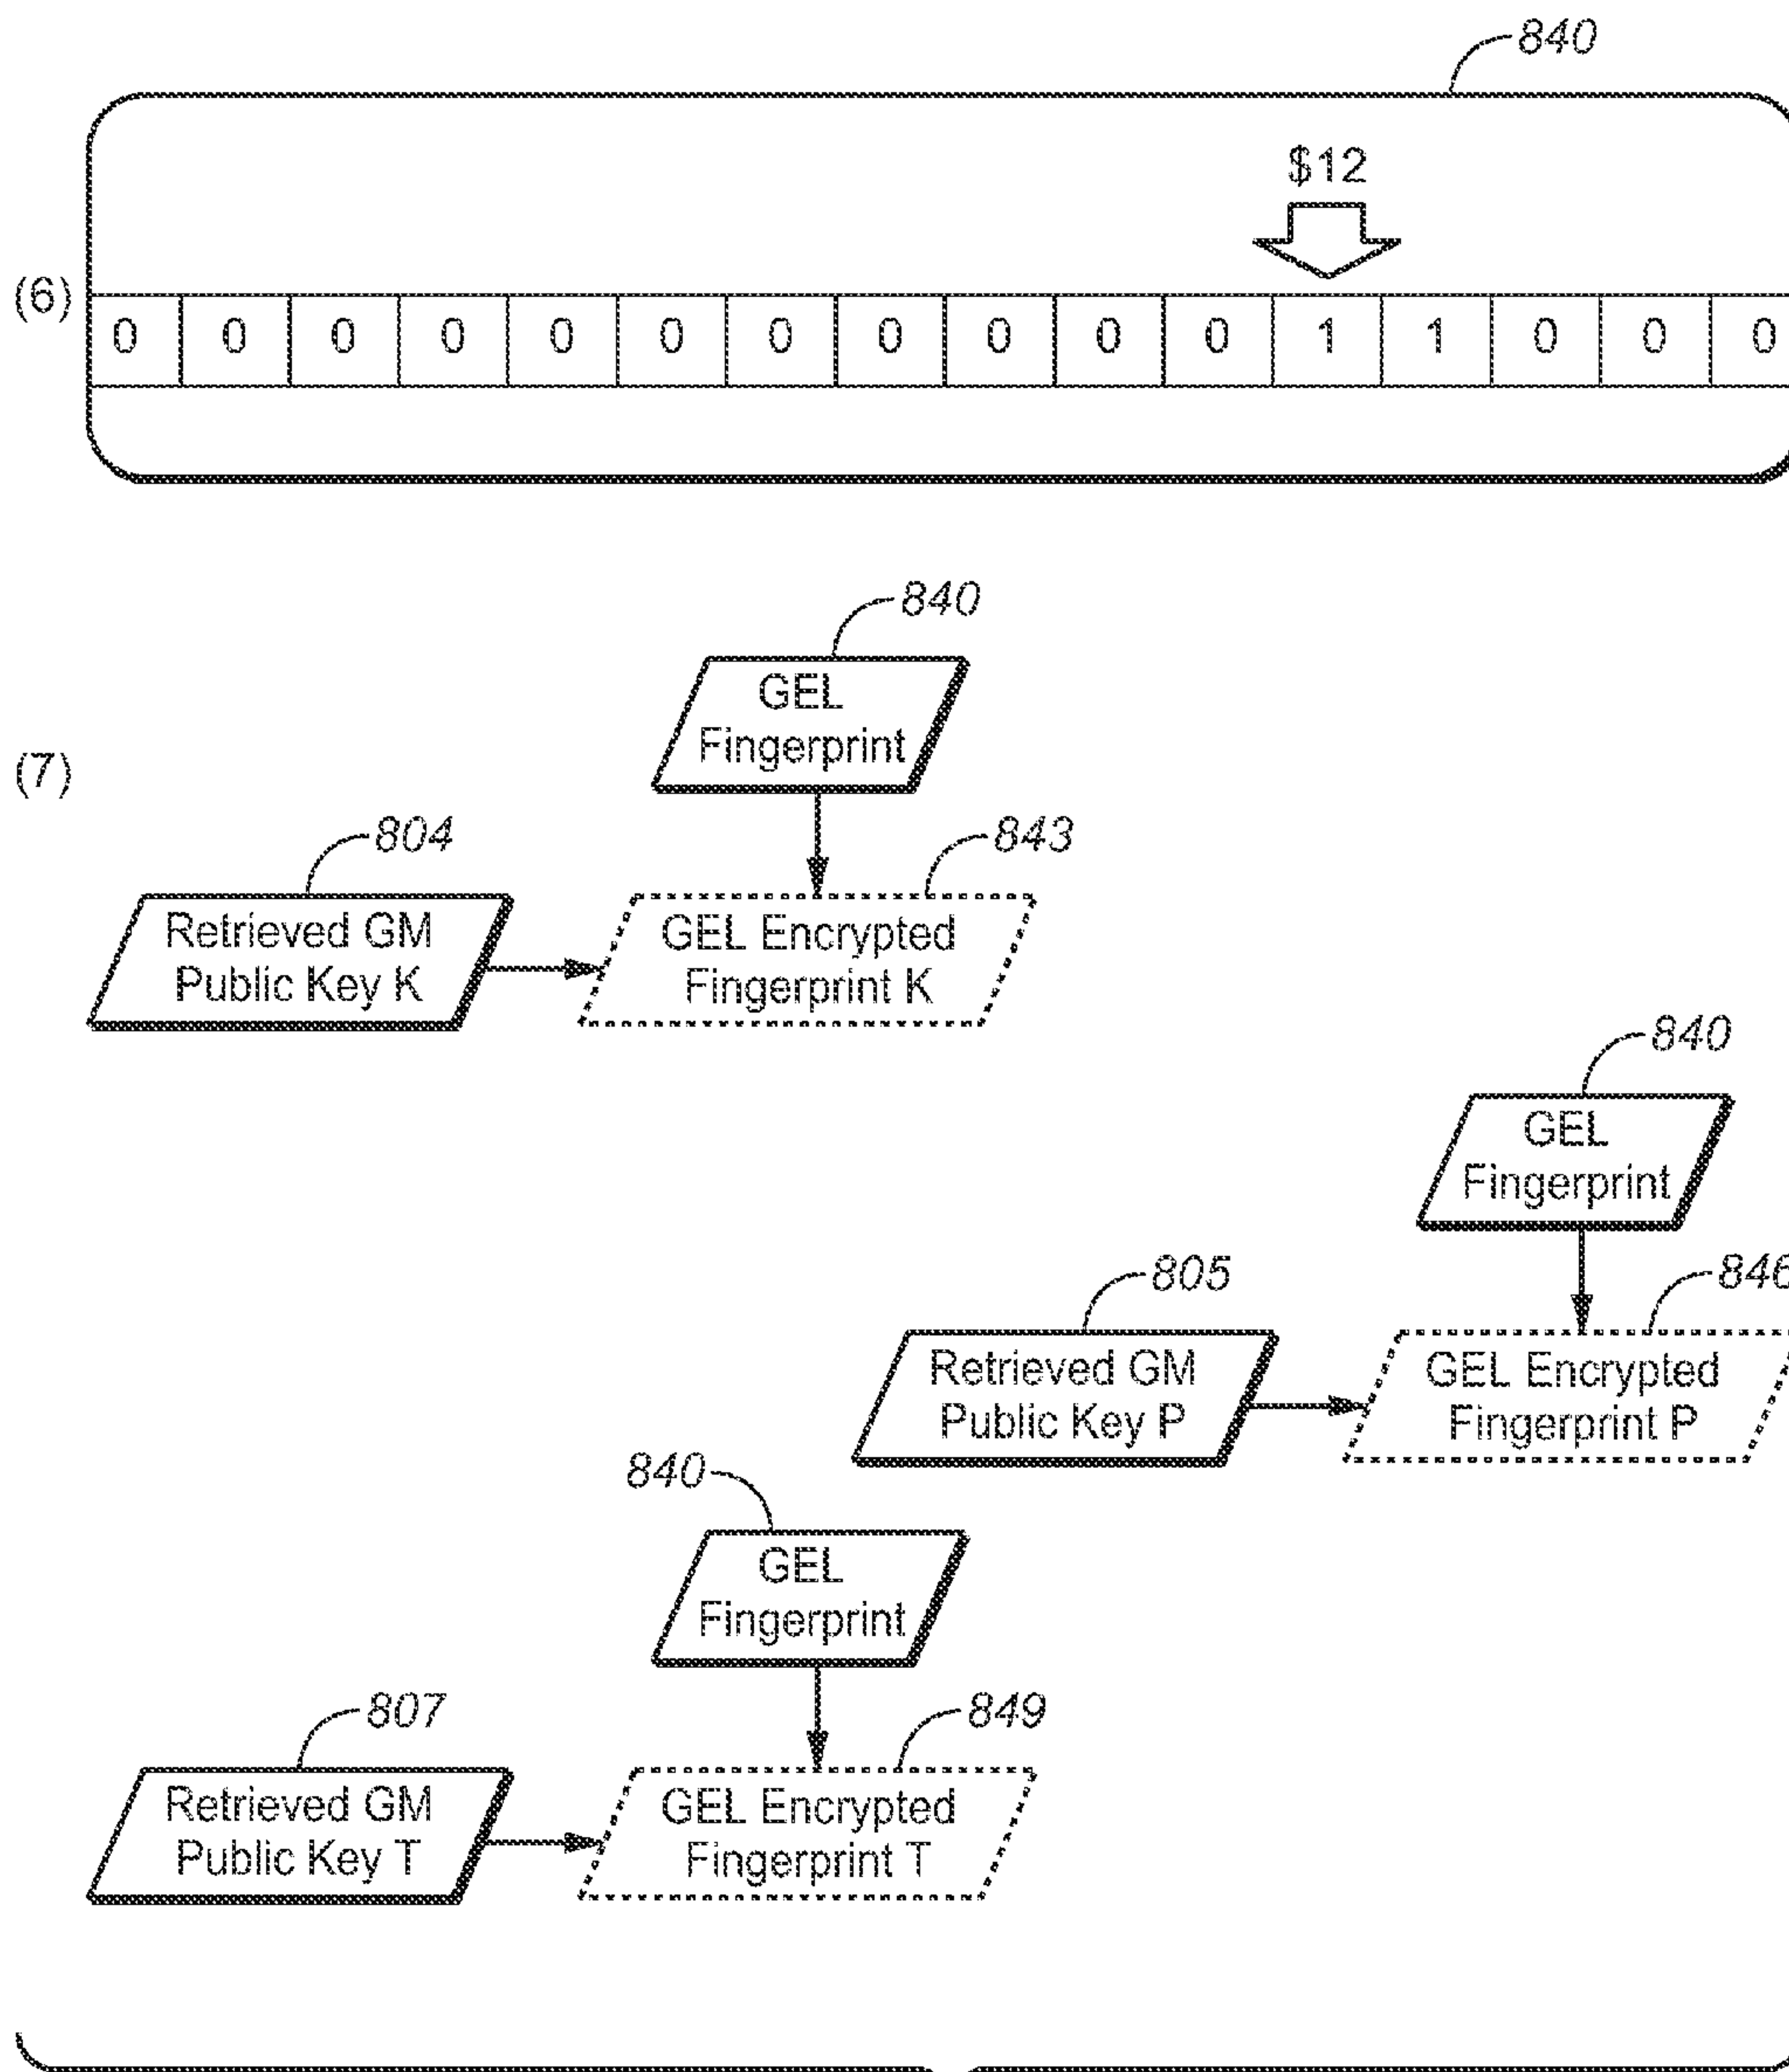 840
$12
(6)
0 0 0 0 0 0 0 0 0 0 0 1 1 0 0 0
840
GEL
Fingerprint
(7)
804
843
Retrieved GM
Public Key K
GEL Encrypted
Fingerprint K
840
GEL
Fingerprint
805
846
Retrieved GM
Public Key P
GEL Encrypted
Fingerprint P
840
GEL
Fingerprint
807
849
Retrieved GM
Public Key T
GEL Encrypted
Fingerprint T